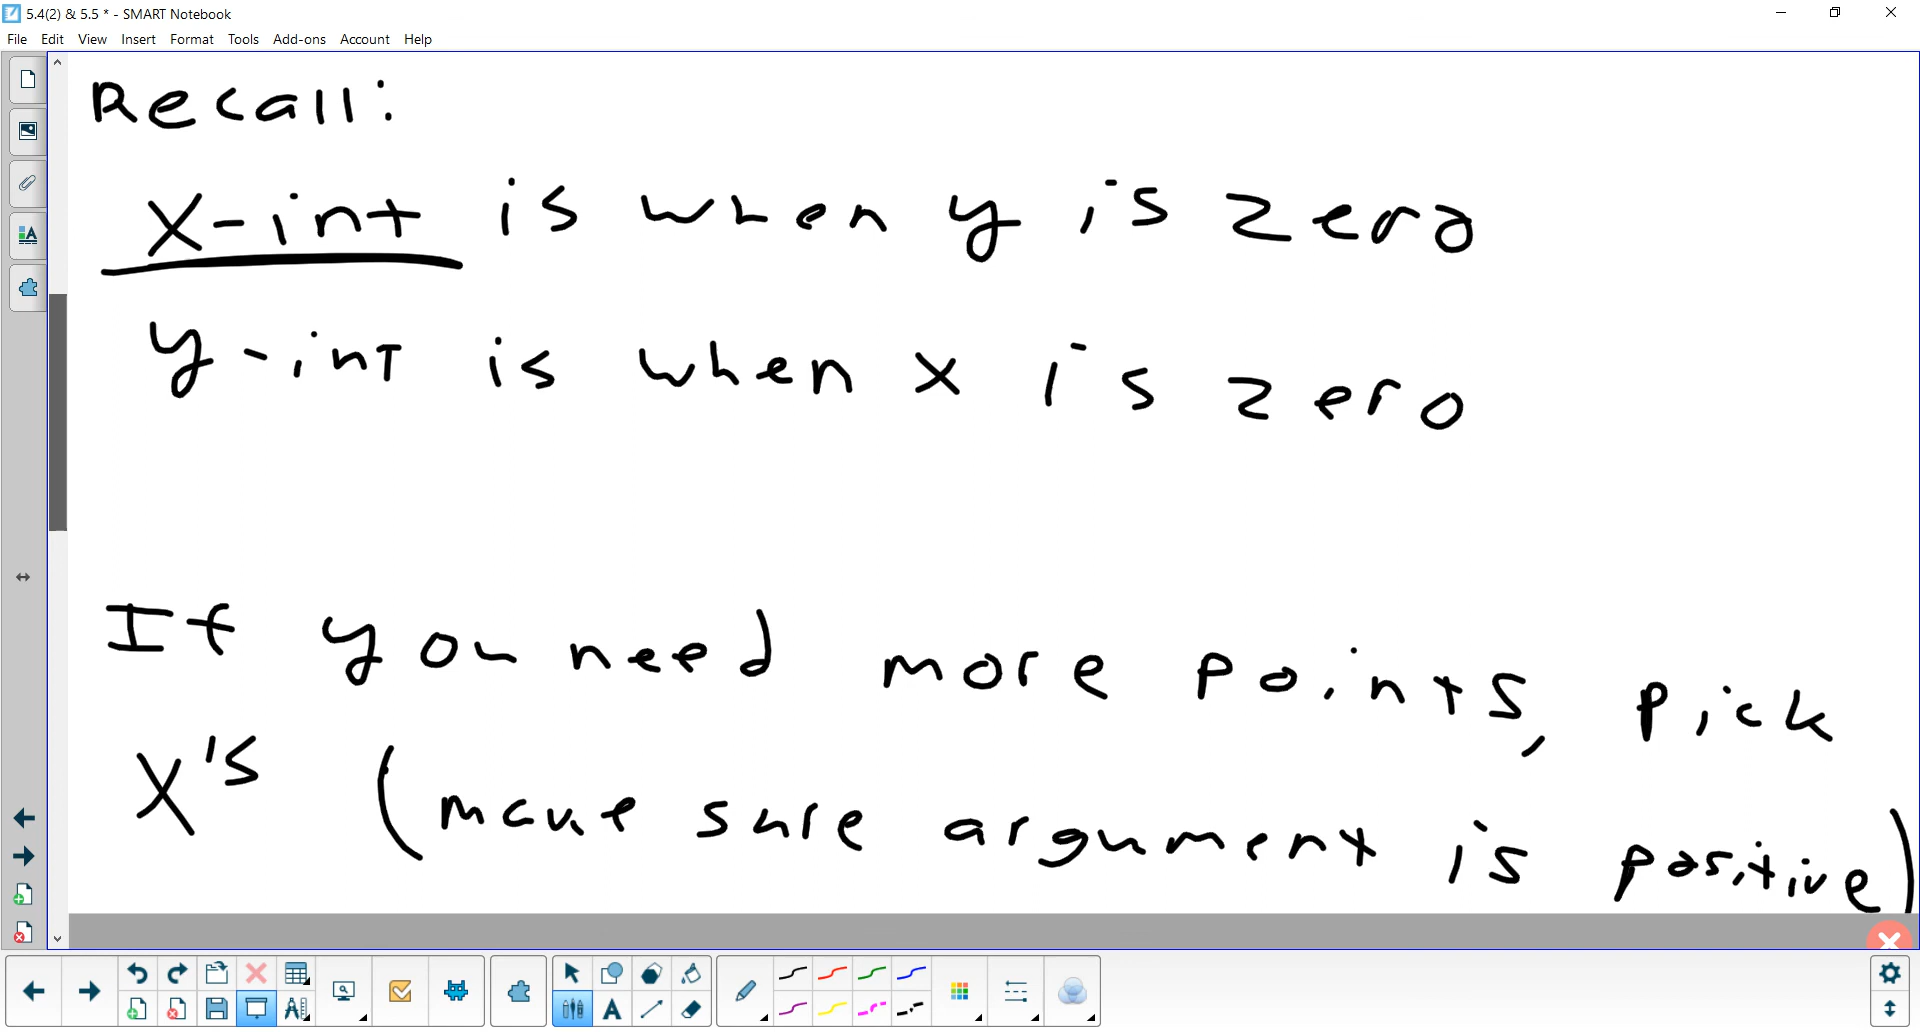 5.4(2) & 5.5 * - SMART Notebook
File Edit View Insert Format Tools Add-ons Account Help
Recall:
x-int is when y is zero
y-int is when x is zero
If you need more points, pick
x's (make sure argument is positive)